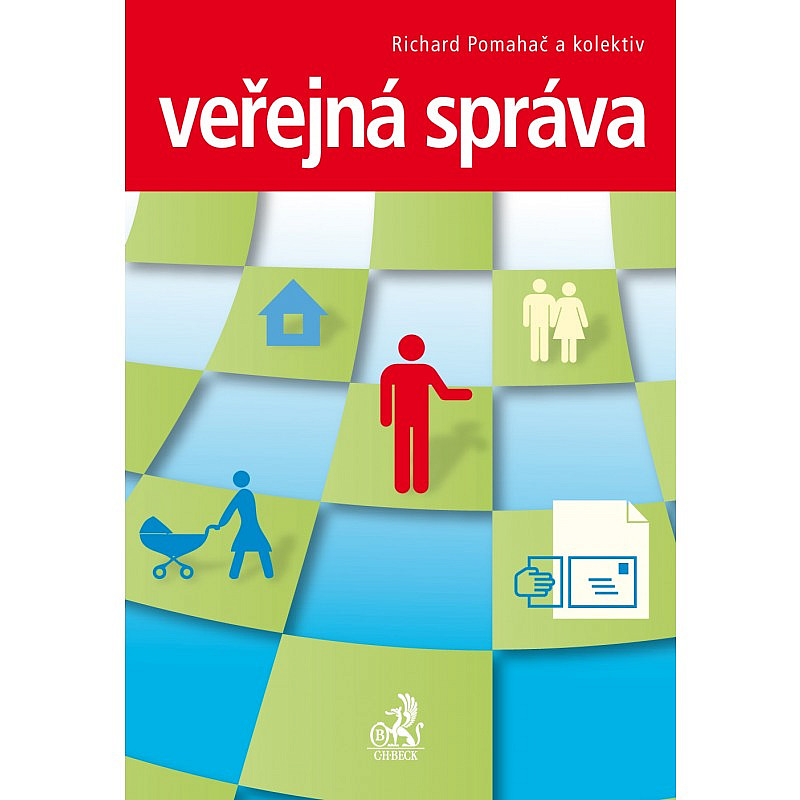 Richard Pomahač a kolektiv
veřejná správa
B
C·H·BECK